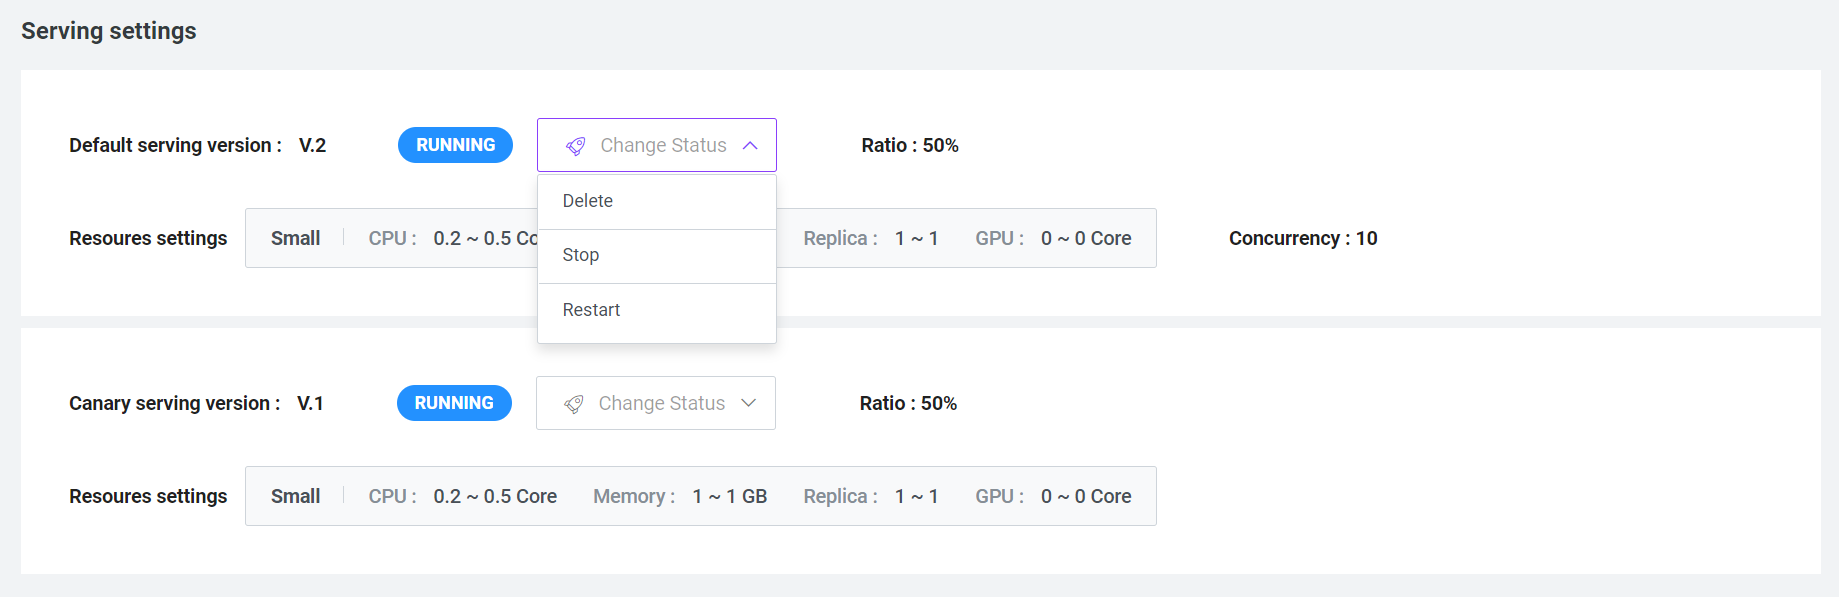 Serving settings
Default serving version : V.2 RUNNING Change Status Ratio : 50%
Delete
Resoures settings Small CPU : 0.2 ~ 0.5 Co Replica : 1 ~ 1 GPU : 0 ~ 0 Core Concurrency : 10
Stop
Restart
Canary serving version : V.1 RUNNING Change Status Ratio : 50%
Resoures settings Small CPU : 0.2 ~ 0.5 Core Memory : 1 ~ 1 GB Replica : 1 ~ 1 GPU : 0 ~ 0 Core